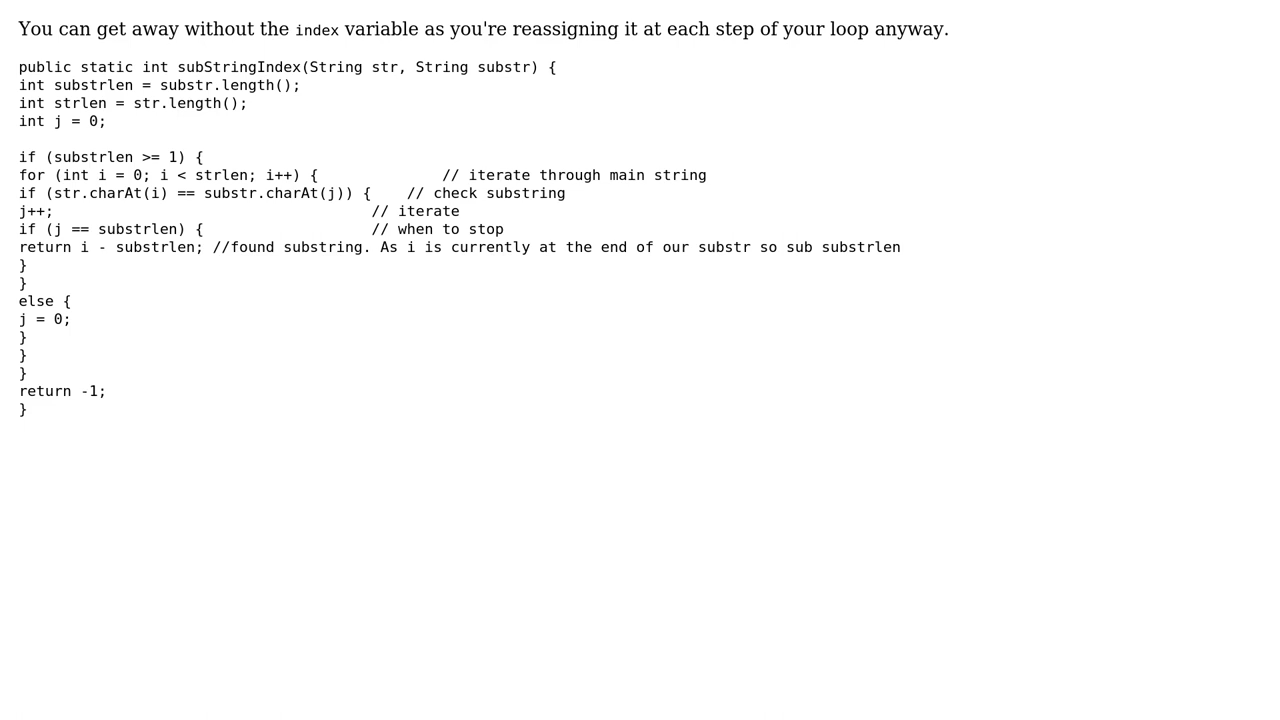 You can get away without the index variable as you're reassigning it at each step of your loop anyway.
public static int subStringIndex(String str, String substr) {
int substrlen = substr.length();
int strlen = str.length();
int j = 0;

if (substrlen >= 1) {
for (int i = 0; i < strlen; i++) {              // iterate through main string
if (str.charAt(i) == substr.charAt(j)) {    // check substring
j++;                                    // iterate
if (j == substrlen) {                   // when to stop
return i - substrlen; //found substring. As i is currently at the end of our substr so sub substrlen
}
}
else {
j = 0;
}
}
}
return -1;
}